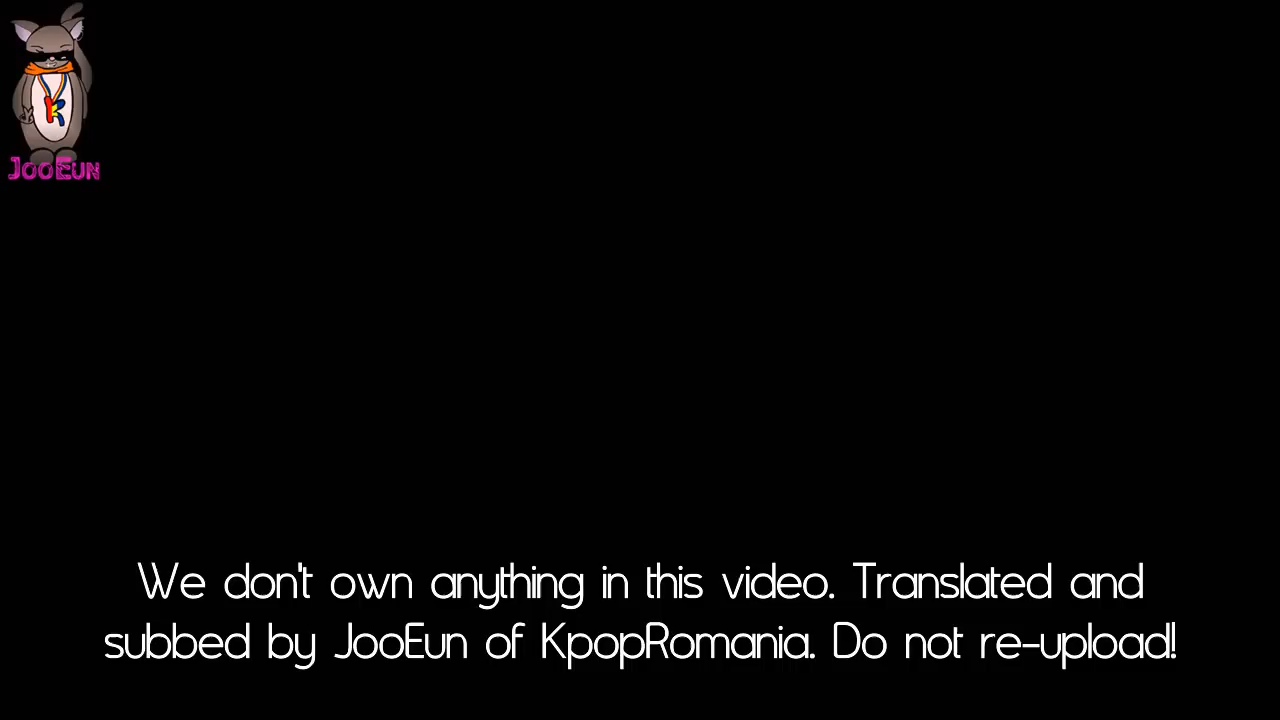 K
JooEun
We don't own anything in this video. Translated and
subbed by JooEun of KpopRomania. Do not re-upload!